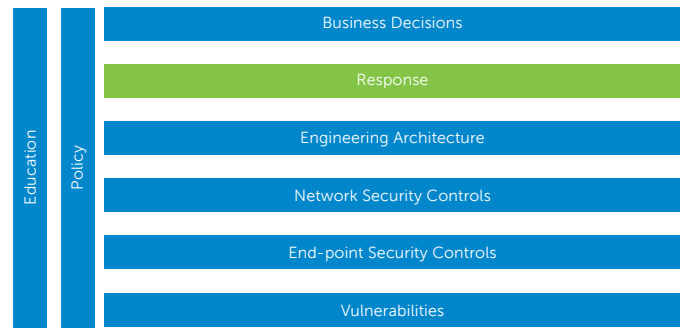 Education
Policy
Business Decisions
Response
Engineering Architecture
Network Security Controls
End-point Security Controls
Vulnerabilities